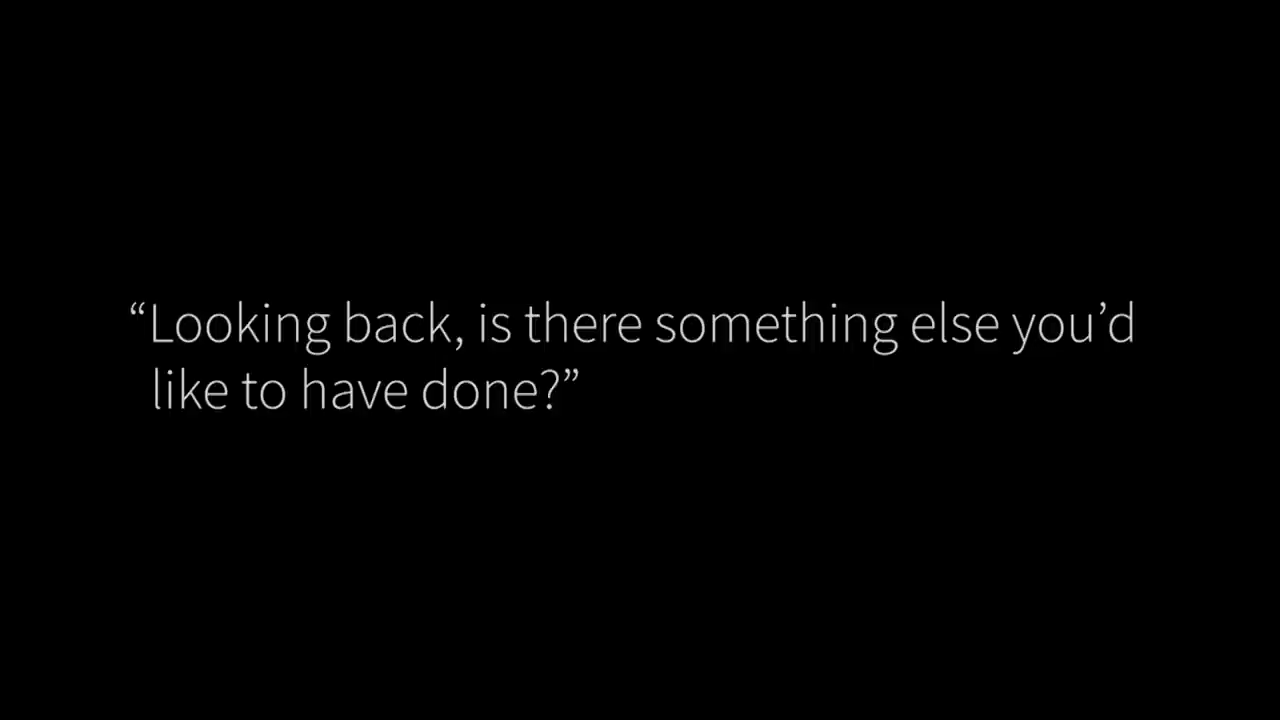 “Looking back, is there something else you’d
like to have done?”